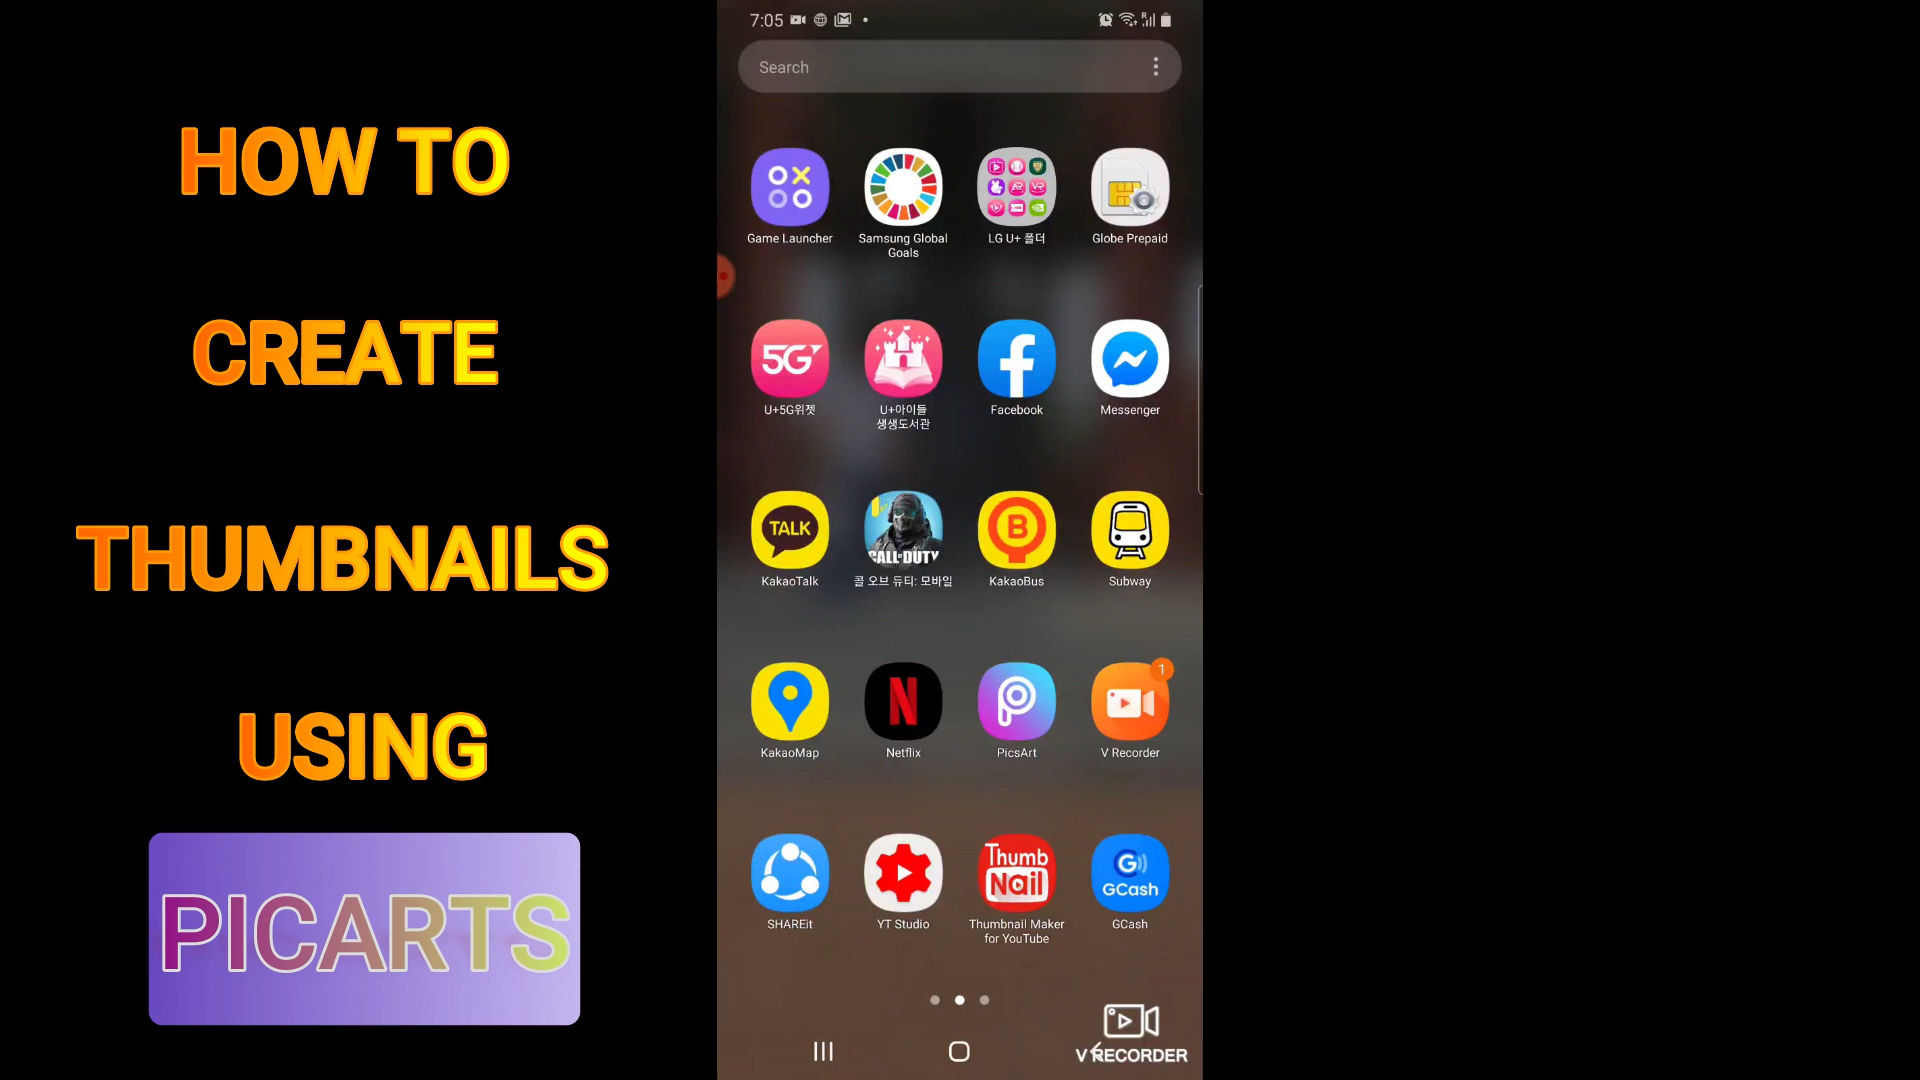 HOW TO
CREATE
THUMBNAILS
USING
PICARTS
7:05
Search
Game Launcher
Samsung Global
Goals
AR
VR
LG U+ 폴더
Globe Prepaid
5G
U+5G위젯
U+아이들
생생도서관
Facebook
Messenger
TALK
KakaoTalk
CALL OF DUTY
콜 오브 듀티: 모바일
B
KakaoBus
Subway
KakaoMap
N
Netflix
PicsArt
1
V Recorder
SHAREit
YT Studio
Thumb
Nail
Thumbnail Maker
for YouTube
G
GCash
GCash
V RECORDER